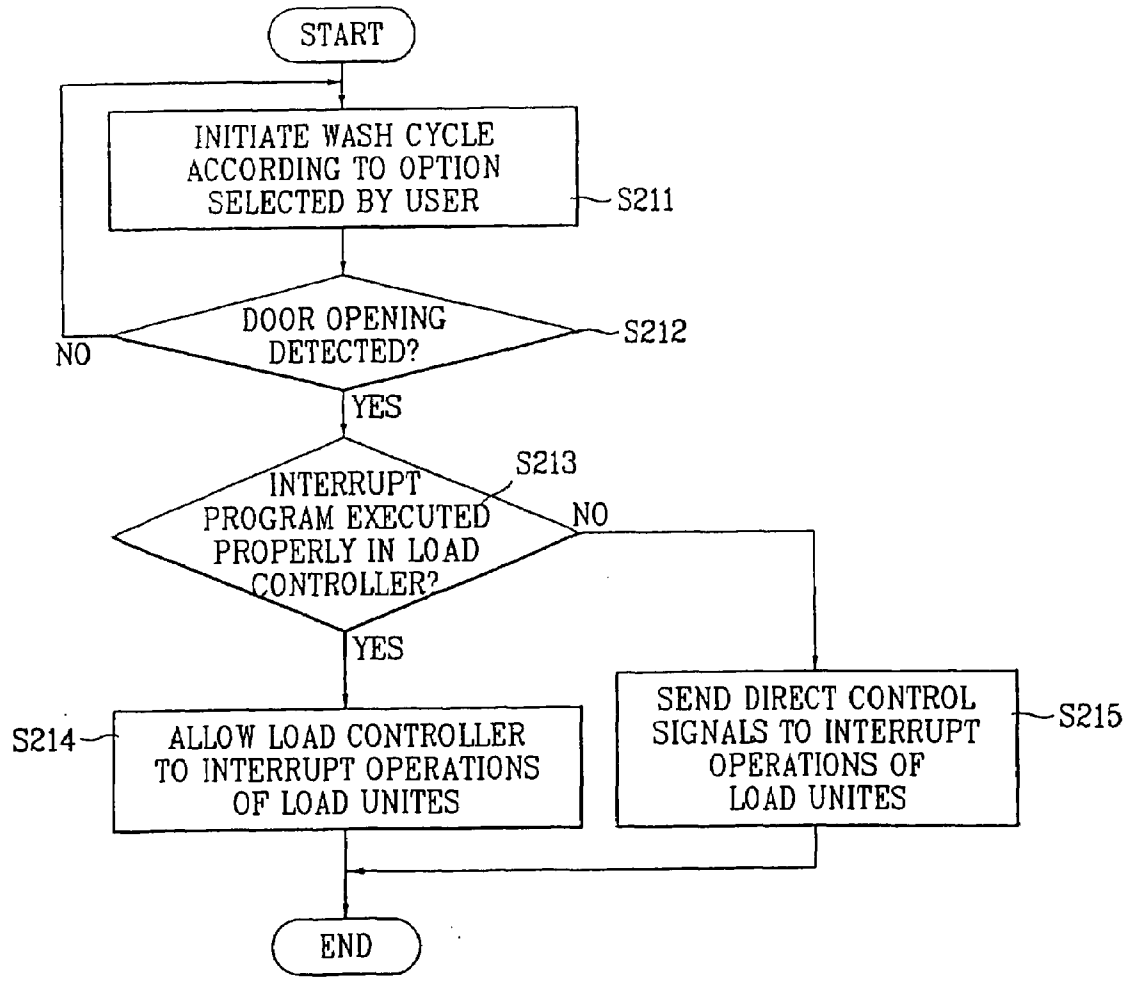 START
INITIATE WASH CYCLE
ACCORDING TO OPTION
SELECTED BY USER
S211
DOOR OPENING
DETECTED?
S212
NO
YES
S213
INTERRUPT
PROGRAM EXECUTED
PROPERLY IN LOAD
CONTROLLER?
NO
YES
S214
ALLOW LOAD CONTROLLER
TO INTERRUPT OPERATIONS
OF LOAD UNITES
SEND DIRECT CONTROL
SIGNALS TO INTERRUPT
OPERATIONS OF
LOAD UNITES
S215
END